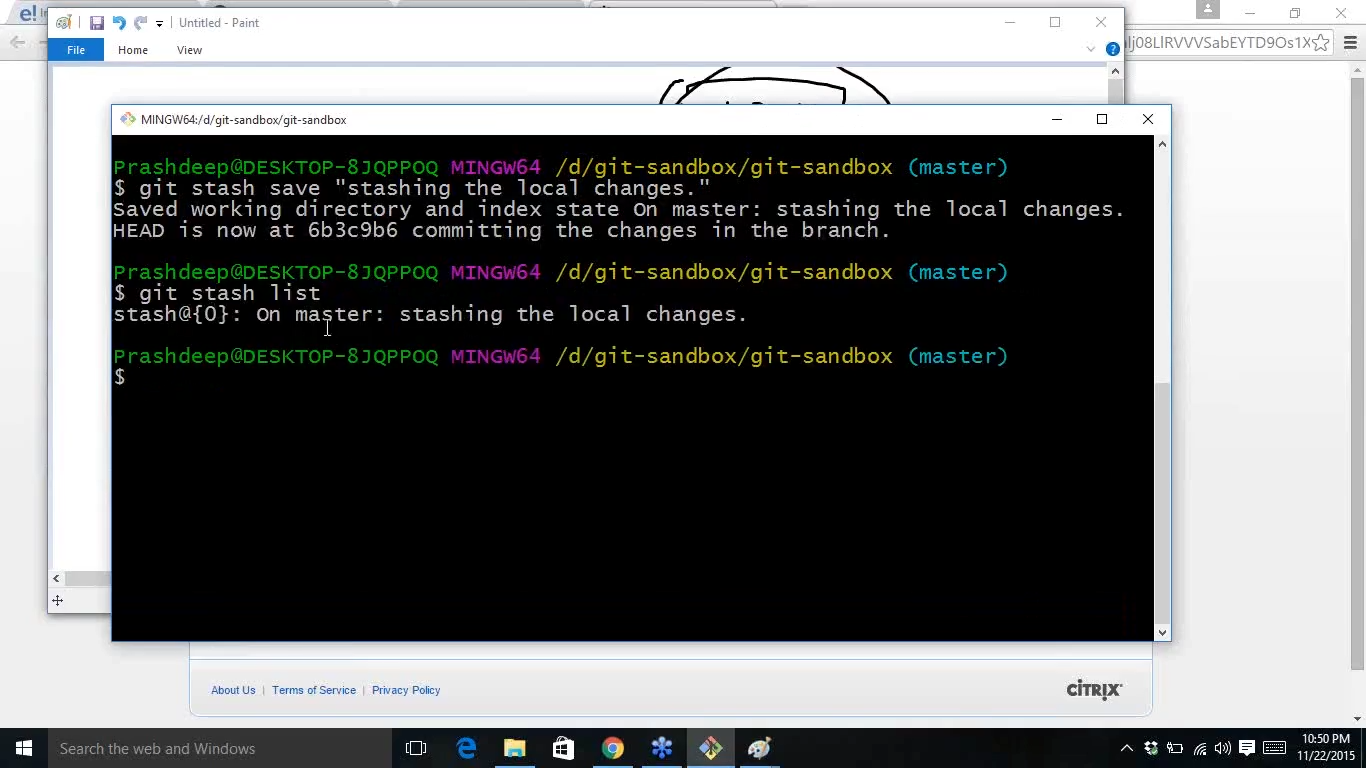 Untitled - Paint
File Home View
lj08LlRVVVSabEYTD9Os1X
MINGW64:/d/git-sandbox/git-sandbox
Prashdeep@DESKTOP-8JQPPOQ MINGW64 /d/git-sandbox/git-sandbox (master)
$ git stash save "stashing the local changes."
Saved working directory and index state On master: stashing the local changes.
HEAD is now at 6b3c9b6 committing the changes in the branch.
Prashdeep@DESKTOP-8JQPPOQ MINGW64 /d/git-sandbox/git-sandbox (master)
$ git stash list
stash@{0}: On master: stashing the local changes.
Prashdeep@DESKTOP-8JQPPOQ MINGW64 /d/git-sandbox/git-sandbox (master)
$
About Us | Terms of Service | Privacy Policy
CITRIX
Search the web and Windows
10:50 PM
11/22/2015